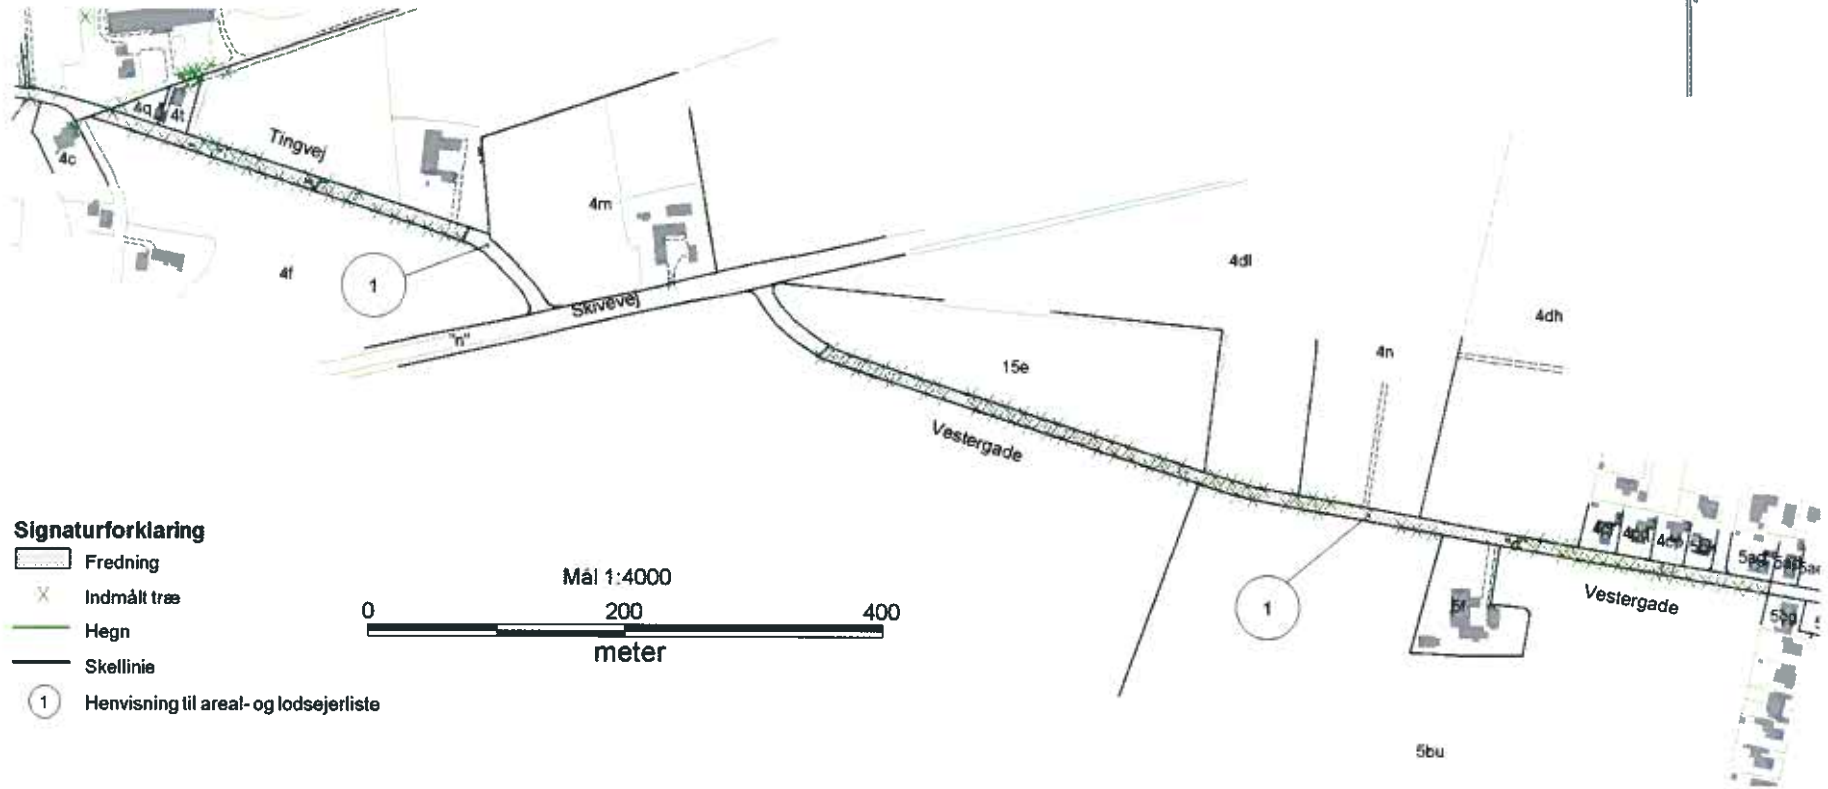 4q
4t
4c
Tingvej
4f
1
4m
Skivevej
"n"
4dl
4dh
4n
15e
Vestergade
1
5f
Vestergade
5bu
Signaturforklaring
Fredning
Indmålt træ
Hegn
Skellinie
1 Henvisning til areal- og lodsejerliste
Mål 1:4000
0 200 400
meter